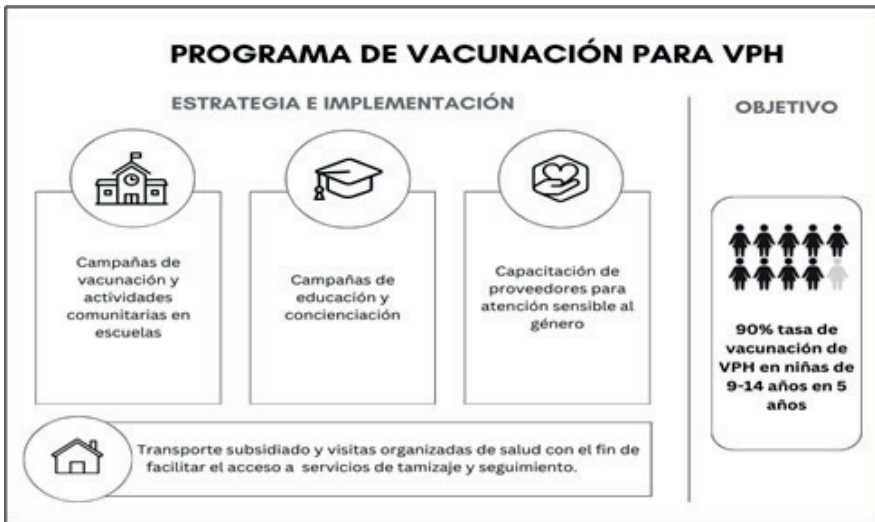 PROGRAMA DE VACUNACIÓN PARA VPH
ESTRATEGIA E IMPLEMENTACIÓN
Campañas de
vacunación y
actividades
comunitarias en
escuelas
Campañas de
educación y
concienciación
Capacitación de
proveedores para
atención sensible al
género
Transporte subsidiado y visitas organizadas de salud con el fin de
facilitar el acceso a servicios de tamizaje y seguimiento.
OBJETIVO
90% tasa de
vacunación de
VPH en niñas de
9-14 años en 5
años